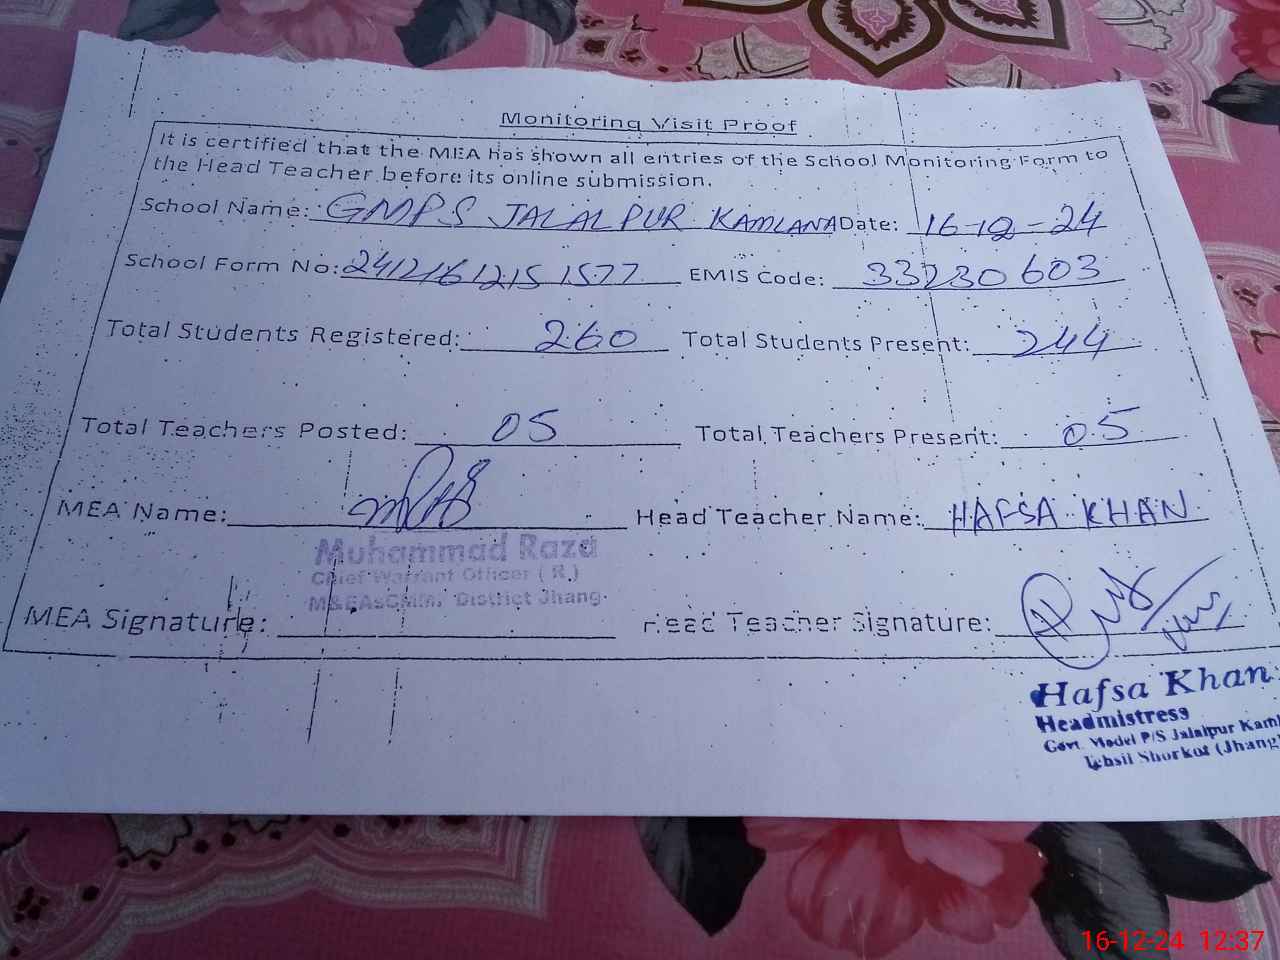 Monitoring Visit Proof
It is certified that the MEA has shown all entries of the School Monitoring Form to
the Head Teacher before its online submission.
School Name: GMPS JALALPUR KAMLANA Date: 16-12-24
School Form No: 24121612151577 EMIS Code: 33230603
Total Students Registered: 260 Total Students Present: 244
Total Teachers Posted: 05 Total Teachers Present: 05
MEA Name: Head Teacher Name: HAFSA KHAN
Muhammad Raza
Chief Warrant Officer (R.)
M&EAsCMM. District Jhang.
MEA Signature: Head Teacher Signature:
Hafsa Khan
Headmistress
Govt. Model P/S Jalalpur Kaml
Tehsil Shorkot (Jhang)
16-12-24 12:37